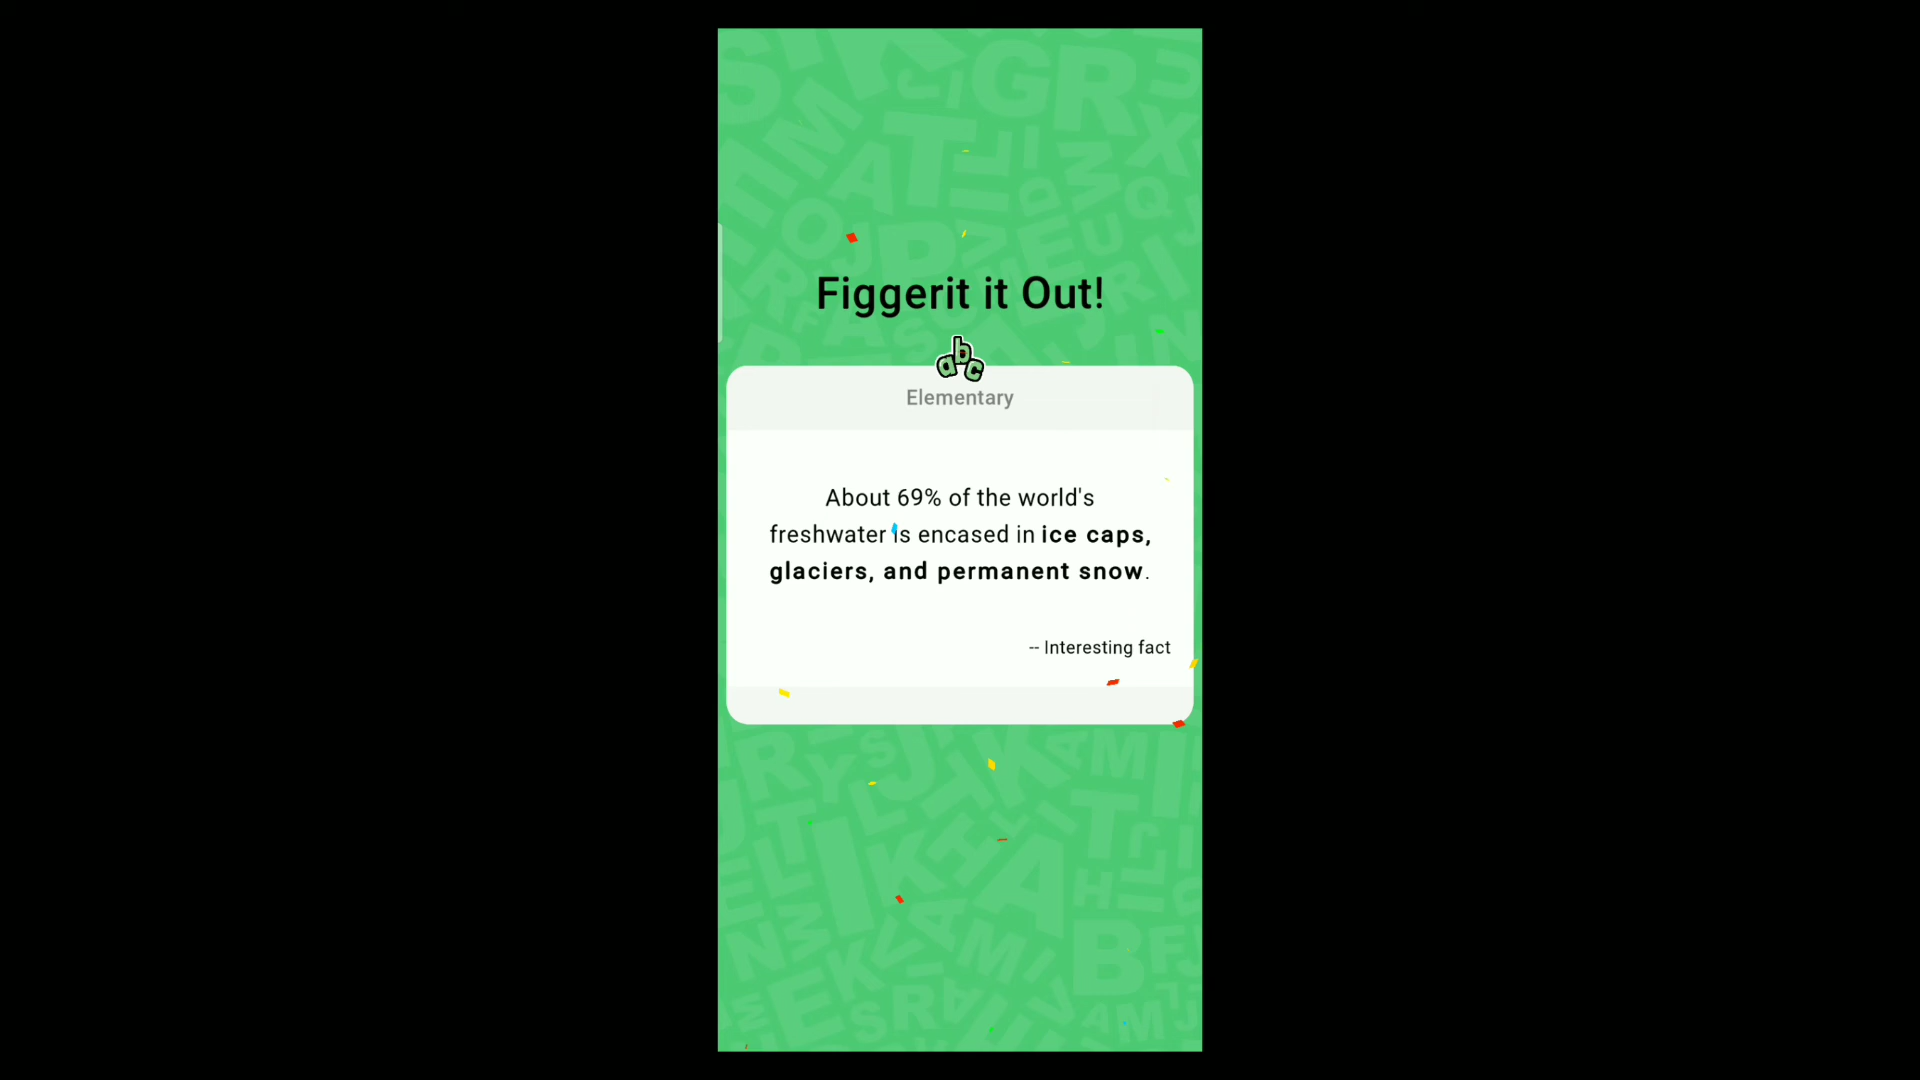 Figgerit it Out!
abc
Elementary
About 69% of the world's
freshwater is encased in ice caps,
glaciers, and permanent snow.
-- Interesting fact